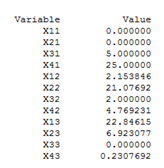 Variable Value
X11 0.000000
X21 0.000000
X31 5.000000
X41 25.00000
X12 2.153846
X22 21.07692
X32 2.000000
X42 4.769231
X13 22.84615
X23 6.923077
X33 0.000000
X43 0.2307692